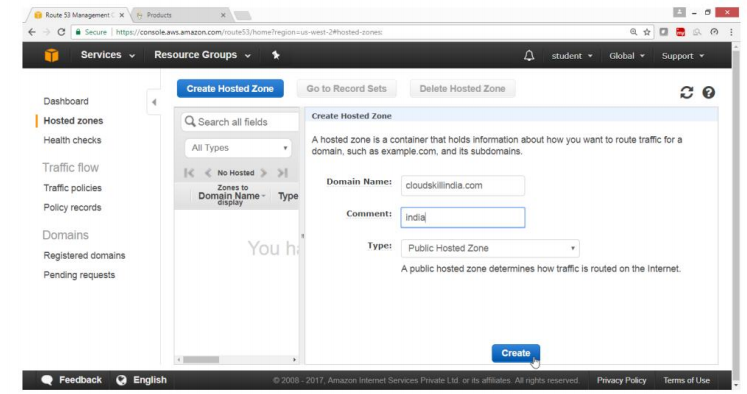 Route 53 Management C
Products
Secure | https://console.aws.amazon.com/route53/home?region=us-west-2#hosted-zones:
Services
Resource Groups
student
Global
Support
Dashboard
Hosted zones
Health checks
Traffic flow
Traffic policies
Policy records
Domains
Registered domains
Pending requests
Create Hosted Zone
Go to Record Sets
Delete Hosted Zone
Search all fields
All Types
No Hosted
Zones to
display
Domain Name
Type
You ha
Create Hosted Zone
A hosted zone is a container that holds information about how you want to route traffic for a
domain, such as example.com, and its subdomains.
Domain Name: cloudskillindia.com
Comment: india
Type: Public Hosted Zone
A public hosted zone determines how traffic is routed on the Internet.
Create
Feedback
English
© 2008 - 2017, Amazon Internet Services Private Ltd. or its affiliates. All rights reserved.
Privacy Policy
Terms of Use